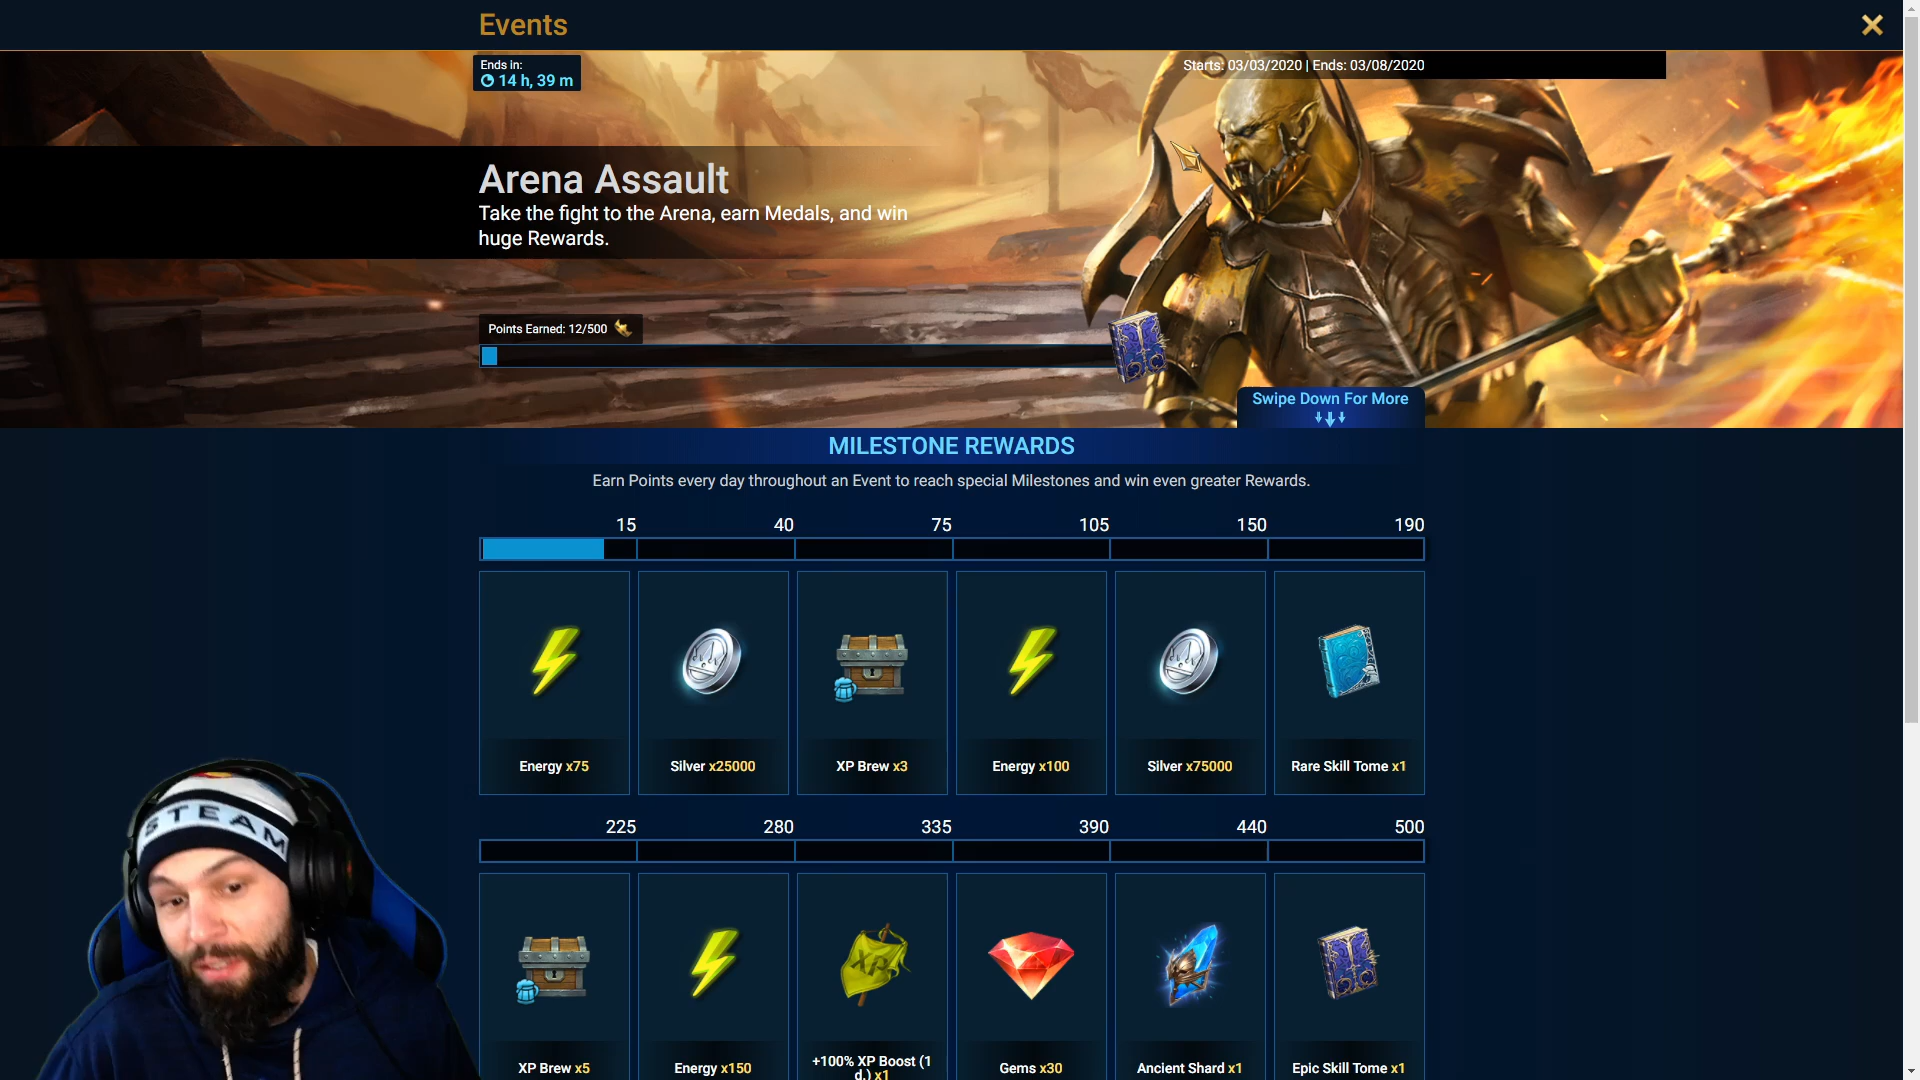 Events
Ends in:
14 h, 39 m
Starts: 03/03/2020 | Ends: 03/08/2020
Arena Assault
Take the fight to the Arena, earn Medals, and win
huge Rewards.
Points Earned: 12/500
Swipe Down For More
MILESTONE REWARDS
Earn Points every day throughout an Event to reach special Milestones and win even greater Rewards.
15 40 75 105 150 190
Energy x75
Silver x25000
XP Brew x3
Energy x100
Silver x75000
Rare Skill Tome x1
225 280 335 390 440 500
XP
STEAM
XP Brew x5
Energy x150
+100% XP Boost (1
d.) x1
Gems x30
Ancient Shard x1
Epic Skill Tome x1